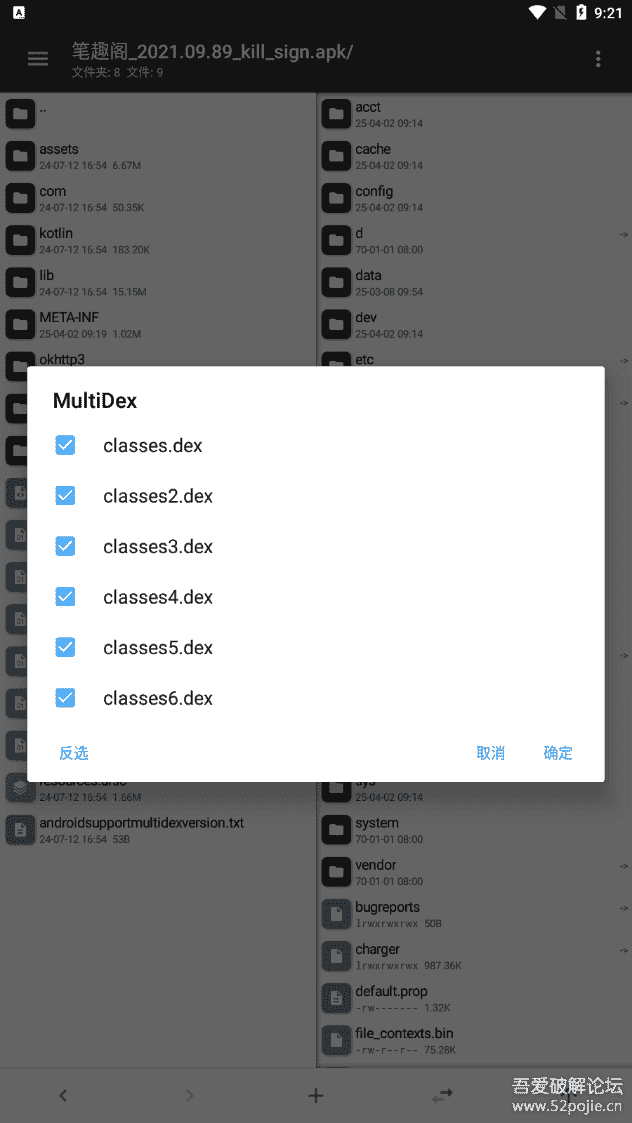 9:21
笔趣阁_2021.09.89_kill_sign.apk/
文件夹: 8 文件: 9
..
assets
24-07-12 16:54 6.67M
com
24-07-12 16:54 50.35K
kotlin
24-07-12 16:54 183.20K
lib
24-07-12 16:54 15.15M
META-INF
25-04-02 09:19 1.02M
okhttp3
acct
25-04-02 09:14
cache
25-04-02 09:14
config
25-04-02 09:14
d
70-01-01 08:00
data
25-03-08 09:54
dev
25-04-02 09:14
etc
MultiDex
classes.dex
classes2.dex
classes3.dex
classes4.dex
classes5.dex
classes6.dex
反选
取消
确定
resources.arsc
24-07-12 16:54 1.66M
androidsupportmultidexversion.txt
24-07-12 16:54 53B
sys
25-04-02 09:14
system
70-01-01 08:00
vendor
70-01-01 08:00
bugreports
lrwxrwxrwx 50B
charger
lrwxrwxrwx 987.36K
default.prop
-rw------- 1.32K
file_contexts.bin
-rw-r--r-- 75.28K
吾爱破解论坛
www.52pojie.cn